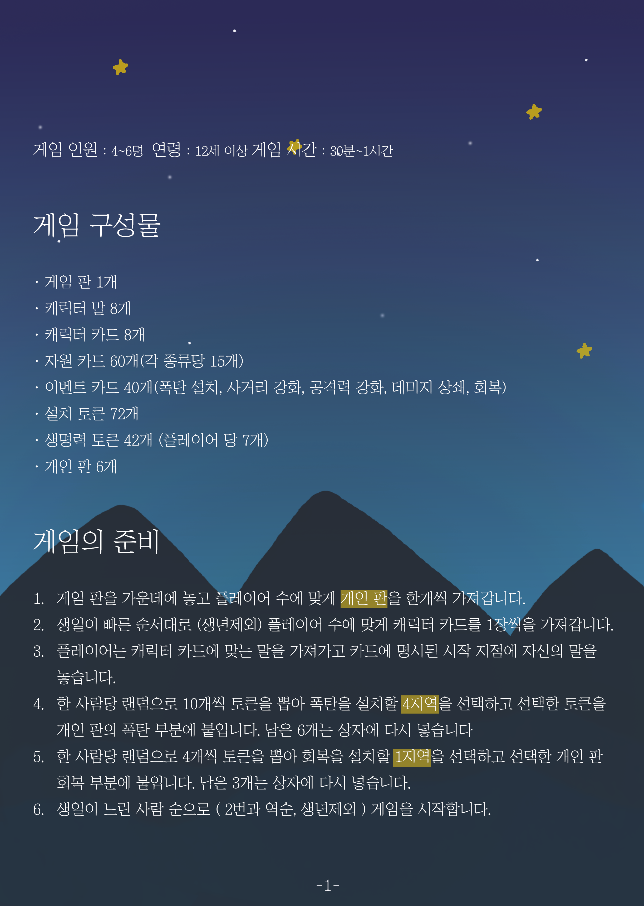 게임 인원 : 4~6명 연령 : 12세 이상 게임 시간 : 30분~1시간
게임 구성물
· 게임 판 1개
· 캐릭터 말 8개
· 캐릭터 카드 8개
· 자원 카드 60개(각 종류당 15개)
· 이벤트 카드 40개(폭탄 설치, 사거리 강화, 공격력 강화, 데미지 상쇄, 회복)
· 설치 토큰 72개
· 생명력 토큰 42개 (플레이어 당 7개)
· 개인 판 6개
게임의 준비
1. 게임 판을 가운데에 놓고 플레이어 수에 맞게 개인 판을 한개씩 가져갑니다.
2. 생일이 빠른 순서대로 (생년제외) 플레이어 수에 맞게 캐릭터 카드를 1장씩을 가져갑니다.
3. 플레이어는 캐릭터 카드에 맞는 말을 가져가고 카드에 명시된 시작 지점에 자신의 말을
놓습니다.
4. 한 사람당 랜덤으로 10개씩 토큰을 뽑아 폭탄을 설치할 4지역을 선택하고 선택한 토큰을
개인 판의 폭탄 부분에 붙입니다. 남은 6개는 상자에 다시 넣습니다
5. 한 사람당 랜덤으로 4개씩 토큰을 뽑아 회복을 설치할 1지역을 선택하고 선택한 개인 판
회복 부분에 붙입니다. 남은 3개는 상자에 다시 넣습니다.
6. 생일이 느린 사람 순으로 ( 2번과 역순, 생년제외 ) 게임을 시작합니다.
-1-